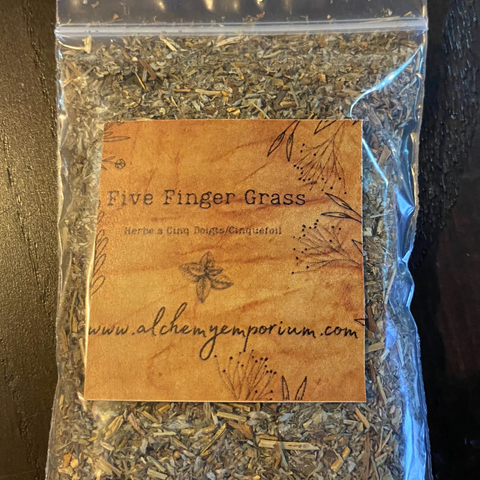 Five Finger Grass
Herbe à Cinq Doigts/Cinquefoil
www.alchemyemporium.com